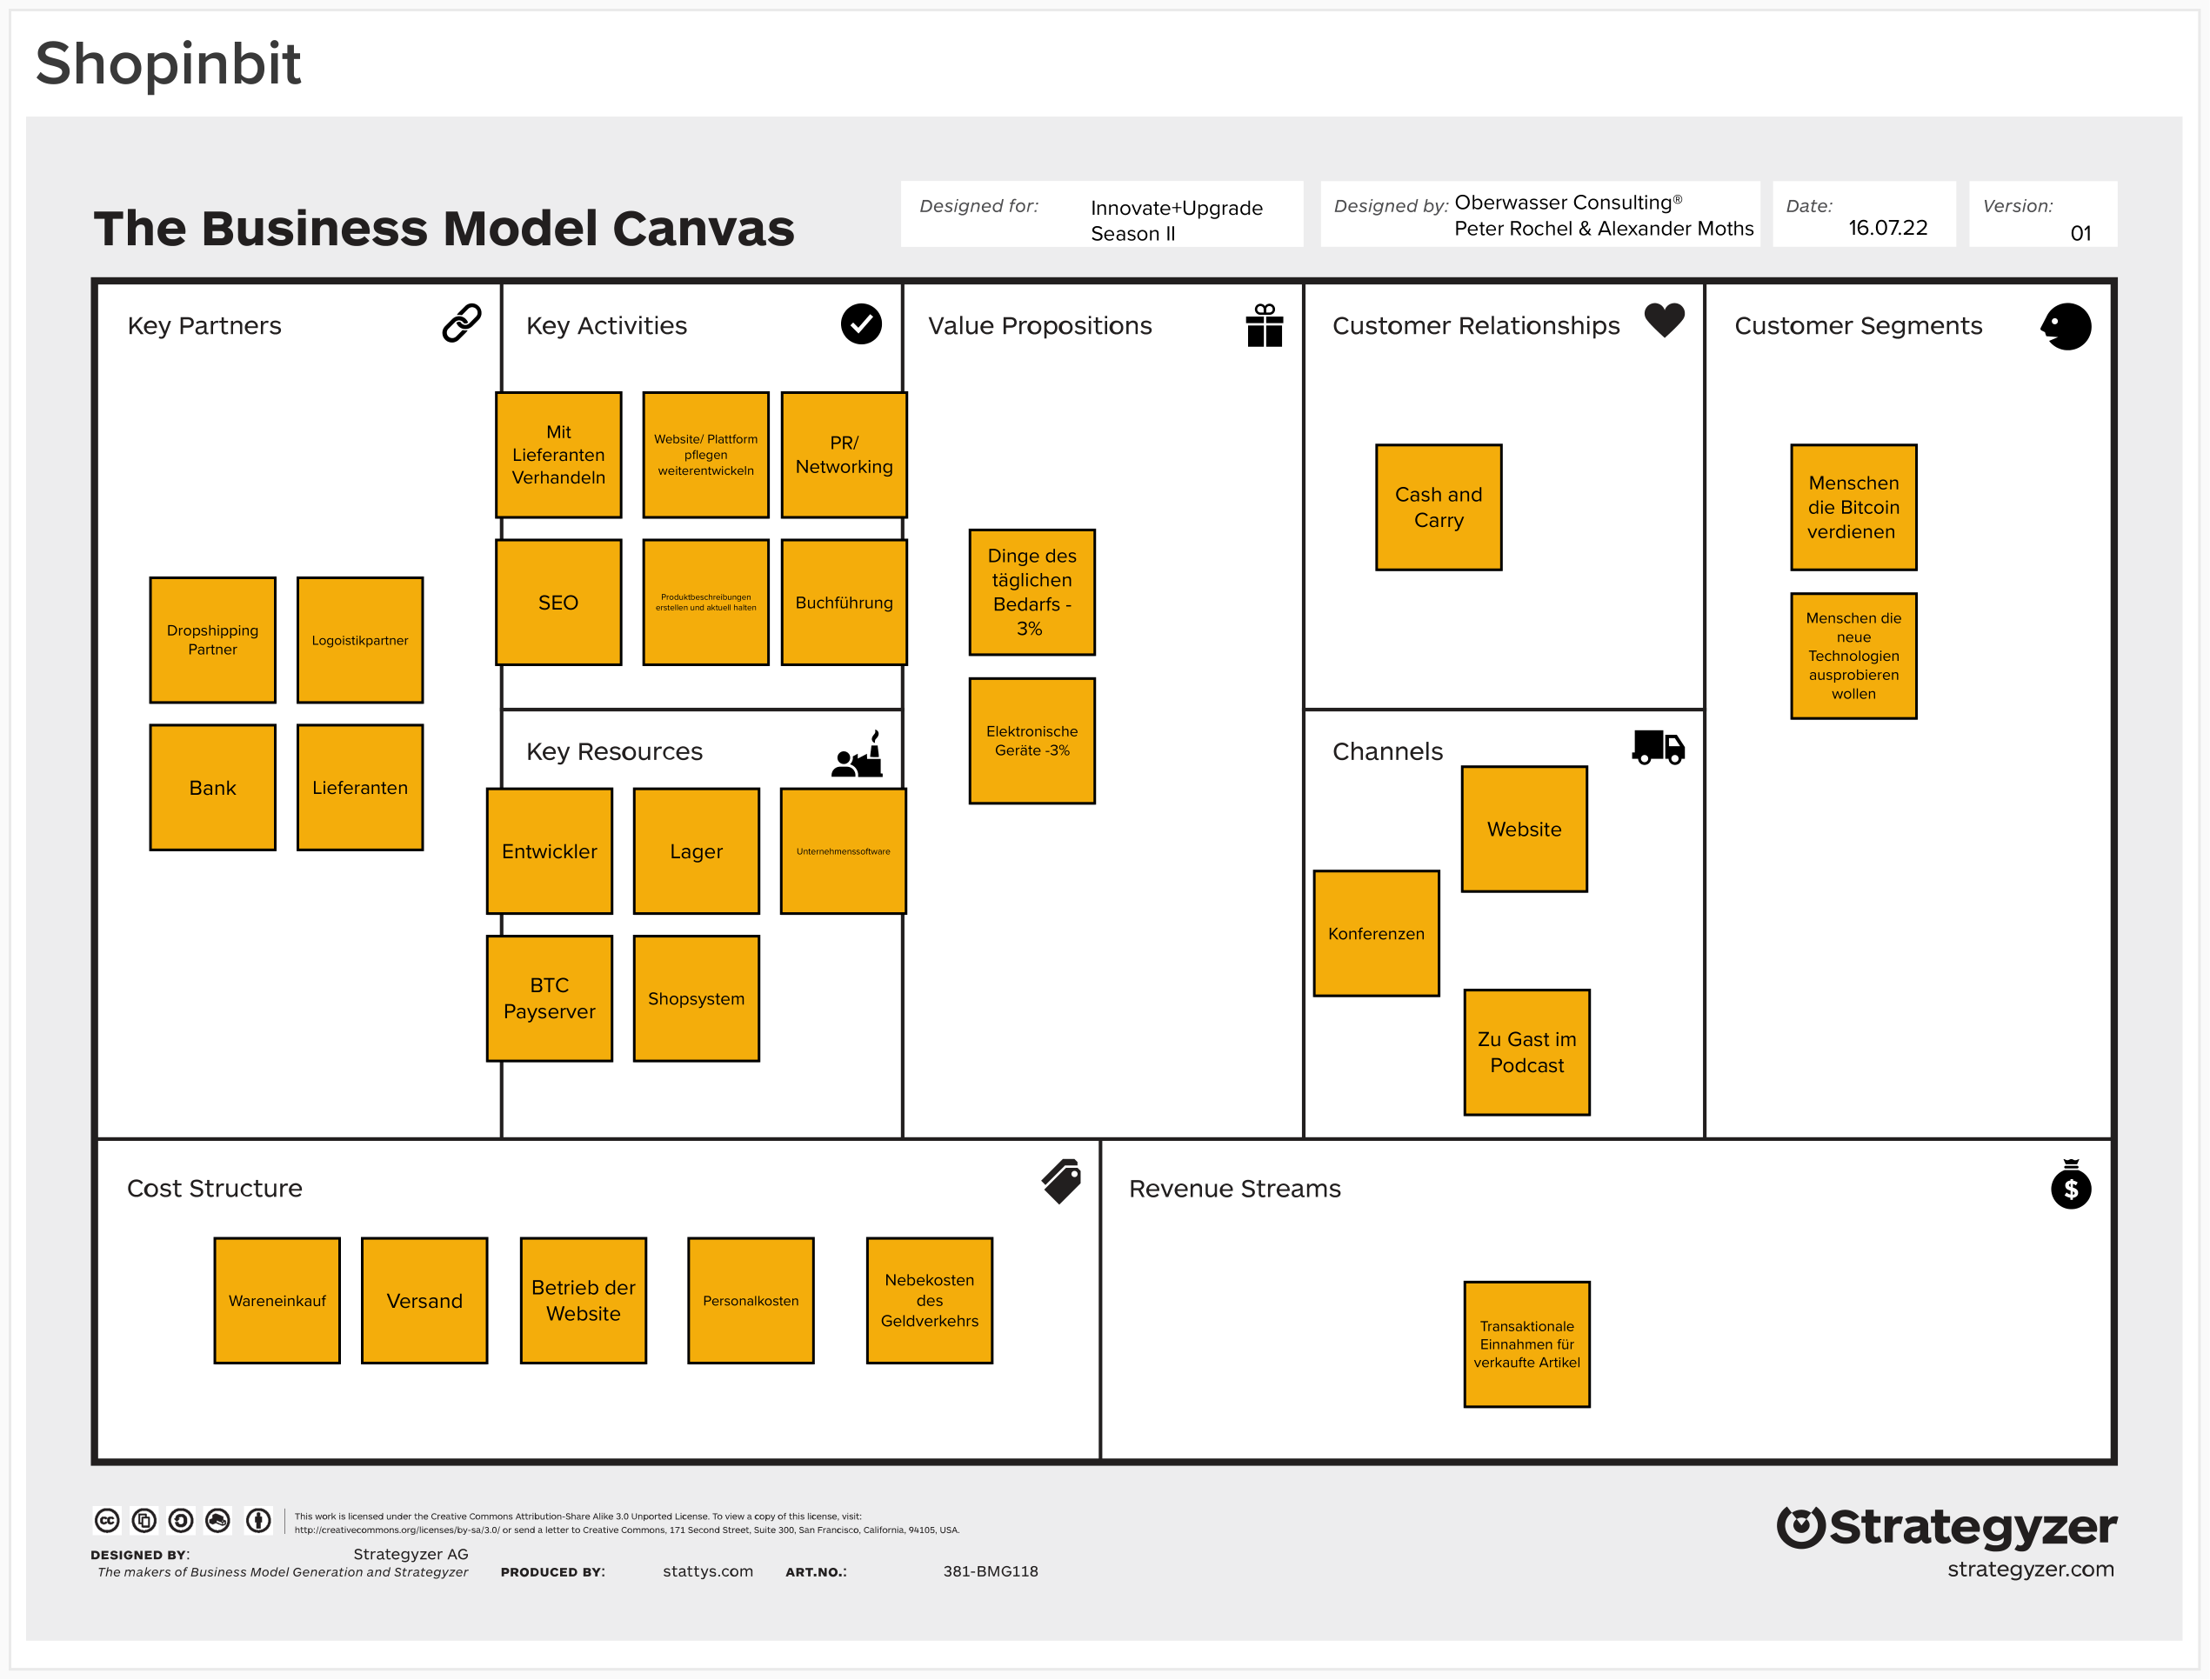 Shopinbit
The Business Model Canvas
Designed for:
Innovate+Upgrade
Season II
Designed by:
Oberwasser Consulting®
Peter Rochel & Alexander Moths
Date:
16.07.22
Version:
01
Key Partners
Dropshipping
Partner
Logoistikpartner
Bank
Lieferanten
Key Activities
Mit
Lieferanten
Verhandeln
Website/ Plattform
pflegen
weiterentwickeln
PR/
Networking
SEO
Produktbeschreibungen
erstellen und aktuell halten
Buchführung
Key Resources
Entwickler
Lager
Unternehmenssoftware
BTC
Payserver
Shopsystem
Value Propositions
Dinge des
täglichen
Bedarfs -
3%
Elektronische
Geräte -3%
Customer Relationships
Cash and
Carry
Channels
Website
Konferenzen
Zu Gast im
Podcast
Customer Segments
Menschen
die Bitcoin
verdienen
Menschen die
neue
Technologien
ausprobieren
wollen
Cost Structure
Wareneinkauf
Versand
Betrieb der
Website
Personalkosten
Nebekosten
des
Geldverkehrs
Revenue Streams
$
Transaktionale
Einnahmen für
verkaufte Artikel
cc
This work is licensed under the Creative Commons Attribution-Share Alike 3.0 Unported License. To view a copy of this license, visit:
http://creativecommons.org/licenses/by-sa/3.0/ or send a letter to Creative Commons, 171 Second Street, Suite 300, San Francisco, California, 94105, USA.
DESIGNED BY: Strategyzer AG
The makers of Business Model Generation and Strategyzer
PRODUCED BY: stattys.com
ART.NO.: 381-BMG118
Strategyzer
strategyzer.com